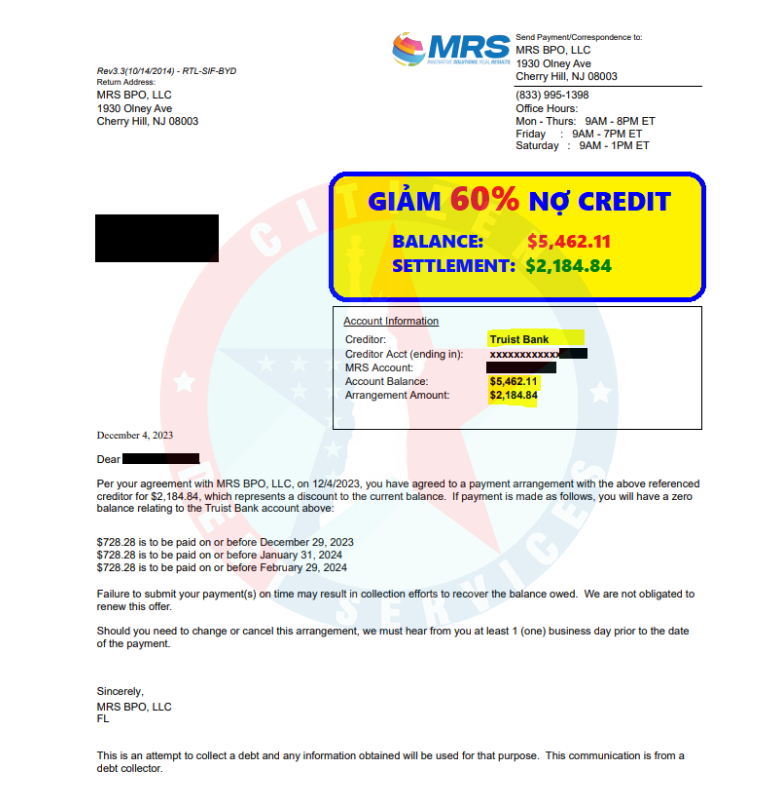 MRS
INNOVATIVE SOLUTIONS. REAL RESULTS.
Send Payment/Correspondence to:
MRS BPO, LLC
1930 Olney Ave
Cherry Hill, NJ 08003
(833) 995-1398
Office Hours:
Mon - Thurs: 9AM - 8PM ET
Friday : 9AM - 7PM ET
Saturday : 9AM - 1PM ET
Rev3.3(10/14/2014) - RTL-SIF-BYD
Return Address:
MRS BPO, LLC
1930 Olney Ave
Cherry Hill, NJ 08003
GIẢM 60% NỢ CREDIT
BALANCE: $5,462.11
SETTLEMENT: $2,184.84
Account Information
Creditor: Truist Bank
Creditor Acct (ending in): xxxxxxxxxxxx
MRS Account:
Account Balance: $5,462.11
Arrangement Amount: $2,184.84
December 4, 2023
Dear
Per your agreement with MRS BPO, LLC, on 12/4/2023, you have agreed to a payment arrangement with the above referenced
creditor for $2,184.84, which represents a discount to the current balance. If payment is made as follows, you will have a zero
balance relating to the Truist Bank account above:
$728.28 is to be paid on or before December 29, 2023
$728.28 is to be paid on or before January 31, 2024
$728.28 is to be paid on or before February 29, 2024
Failure to submit your payment(s) on time may result in collection efforts to recover the balance owed. We are not obligated to
renew this offer.
Should you need to change or cancel this arrangement, we must hear from you at least 1 (one) business day prior to the date
of the payment.
Sincerely,
MRS BPO, LLC
FL
This is an attempt to collect a debt and any information obtained will be used for that purpose. This communication is from a
debt collector.
CITIZEN
SERVICES